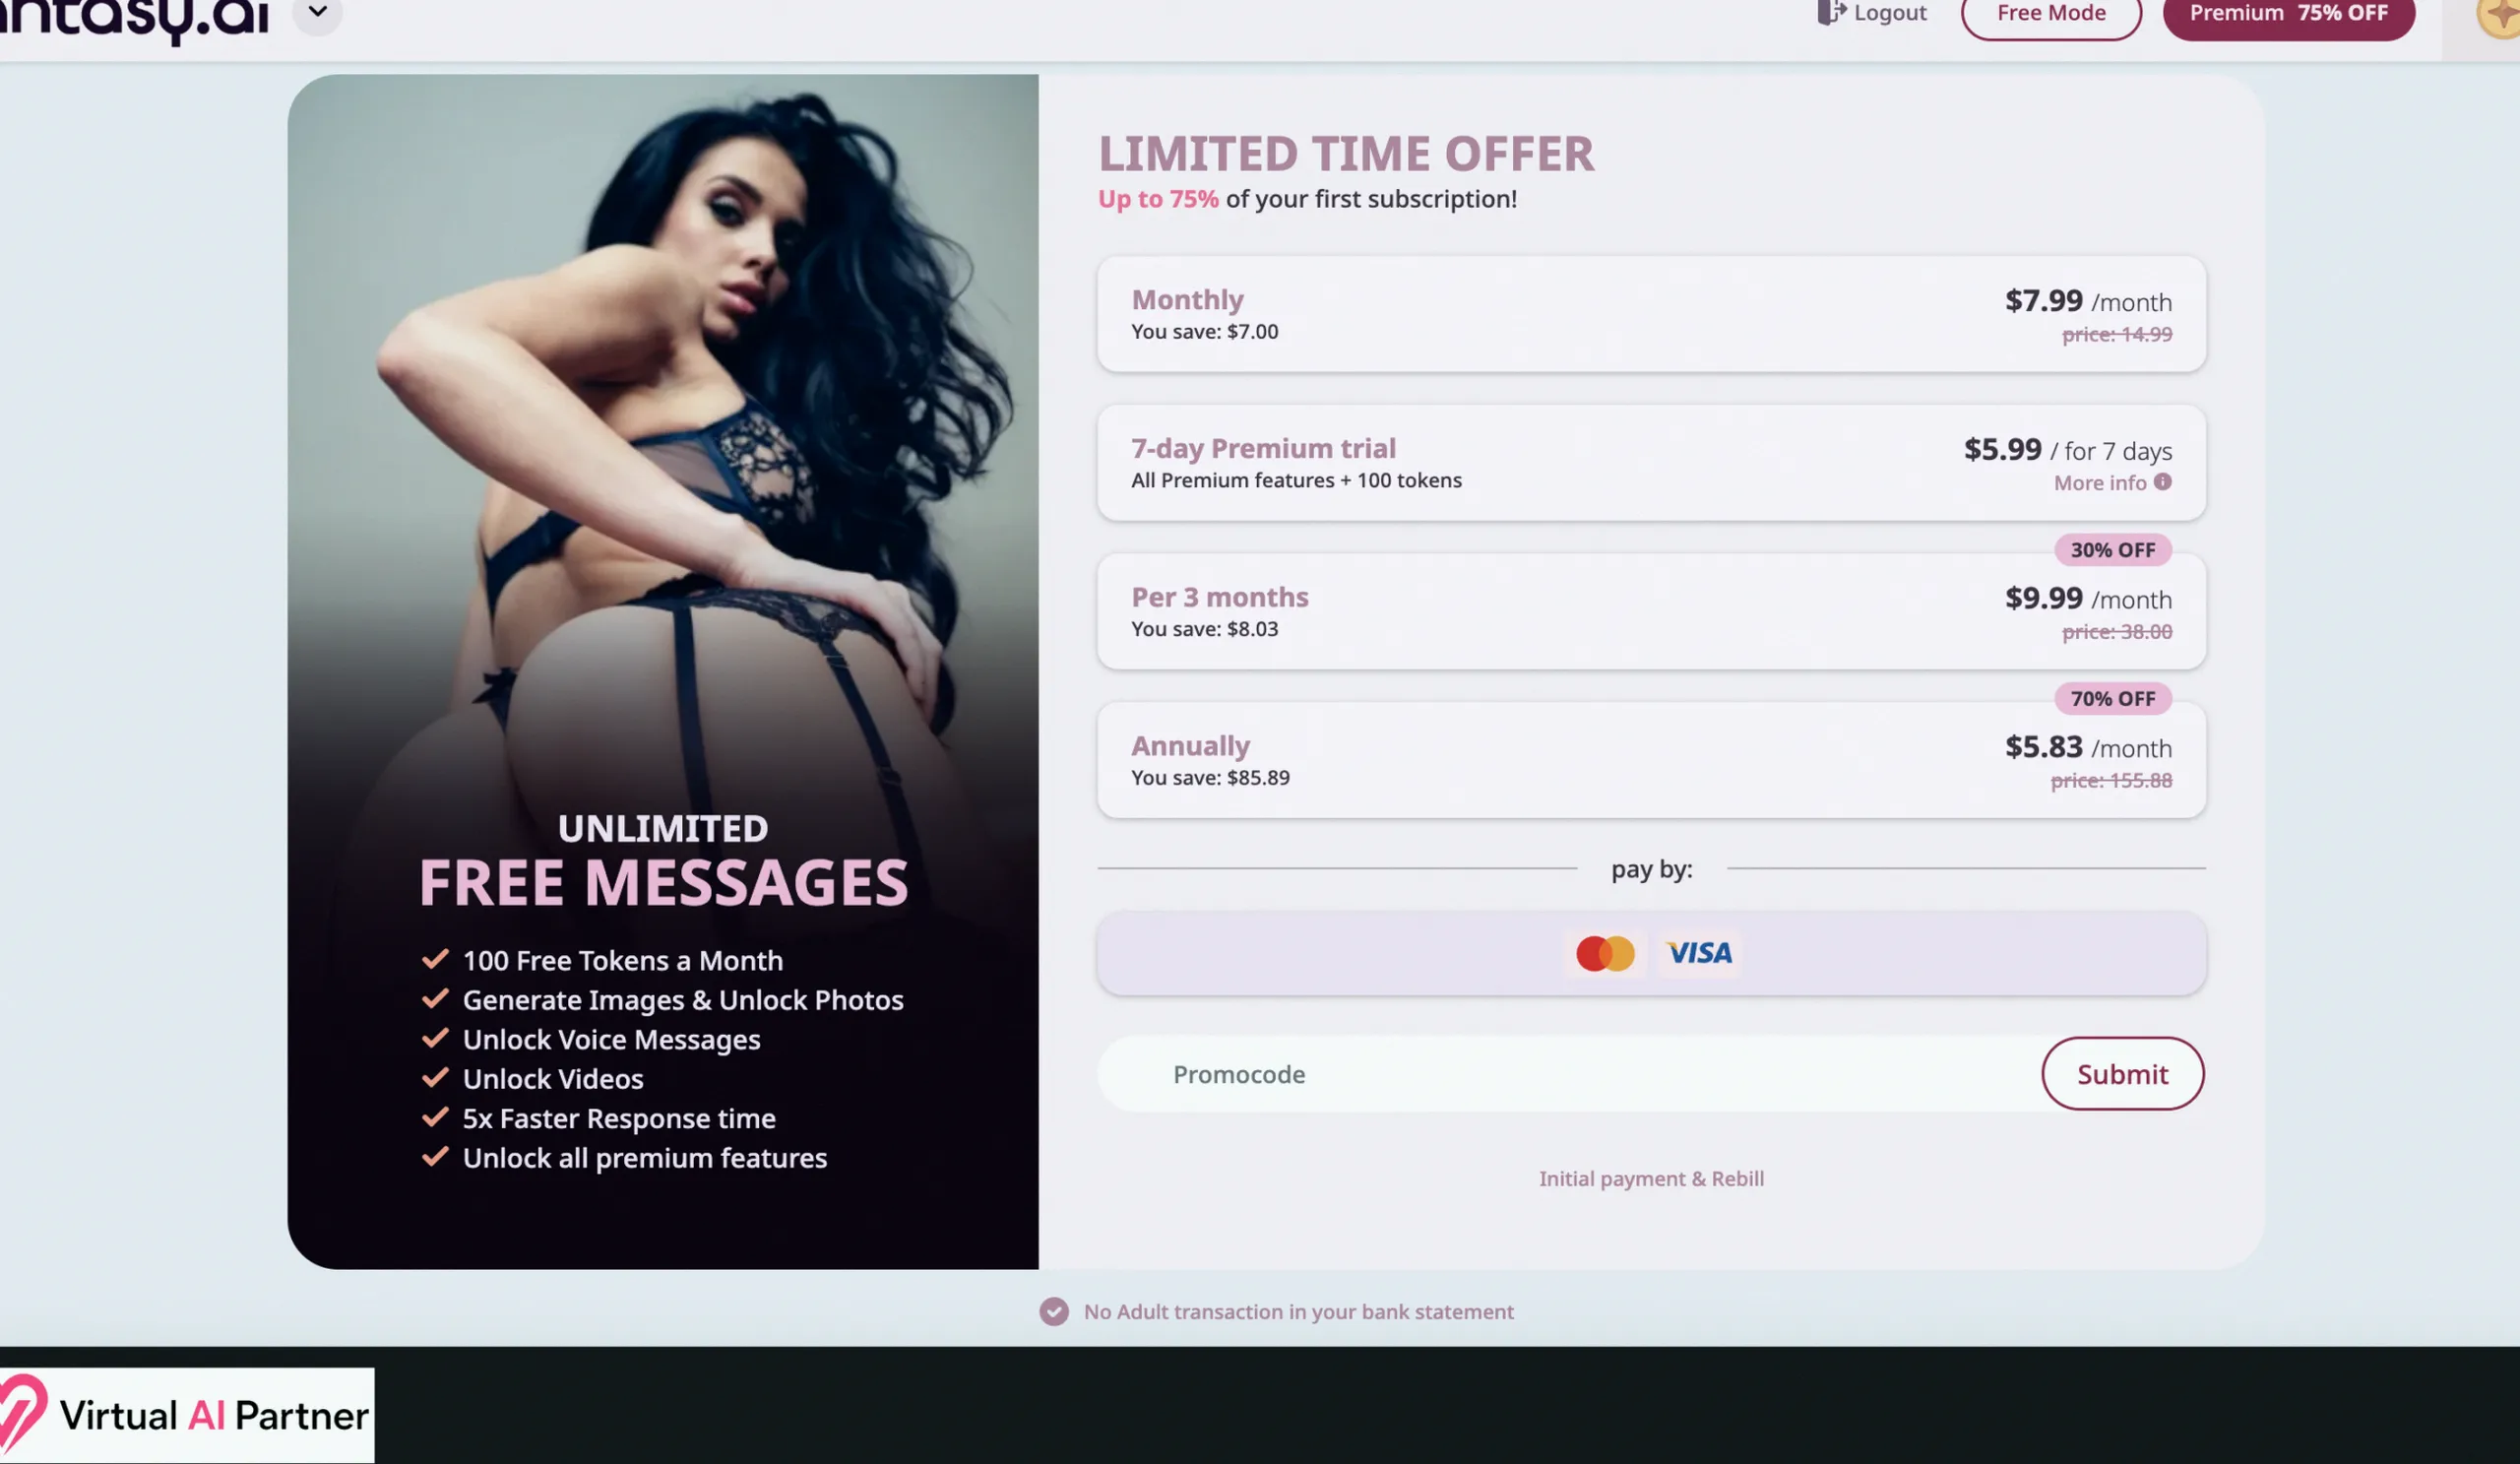 ntasy.ai
Logout
Free Mode
Premium 75% OFF
LIMITED TIME OFFER
Up to 75% of your first subscription!
Monthly
You save: $7.00
$7.99 /month
price: 14.99
7-day Premium trial
All Premium features + 100 tokens
$5.99 / for 7 days
More info
30% OFF
Per 3 months
You save: $8.03
$9.99 /month
price: 38.00
70% OFF
Annually
You save: $85.89
$5.83 /month
price: 155.88
pay by:
VISA
Promocode
Submit
Initial payment & Rebill
UNLIMITED
FREE MESSAGES
100 Free Tokens a Month
Generate Images & Unlock Photos
Unlock Voice Messages
Unlock Videos
5x Faster Response time
Unlock all premium features
No Adult transaction in your bank statement
Virtual AI Partner